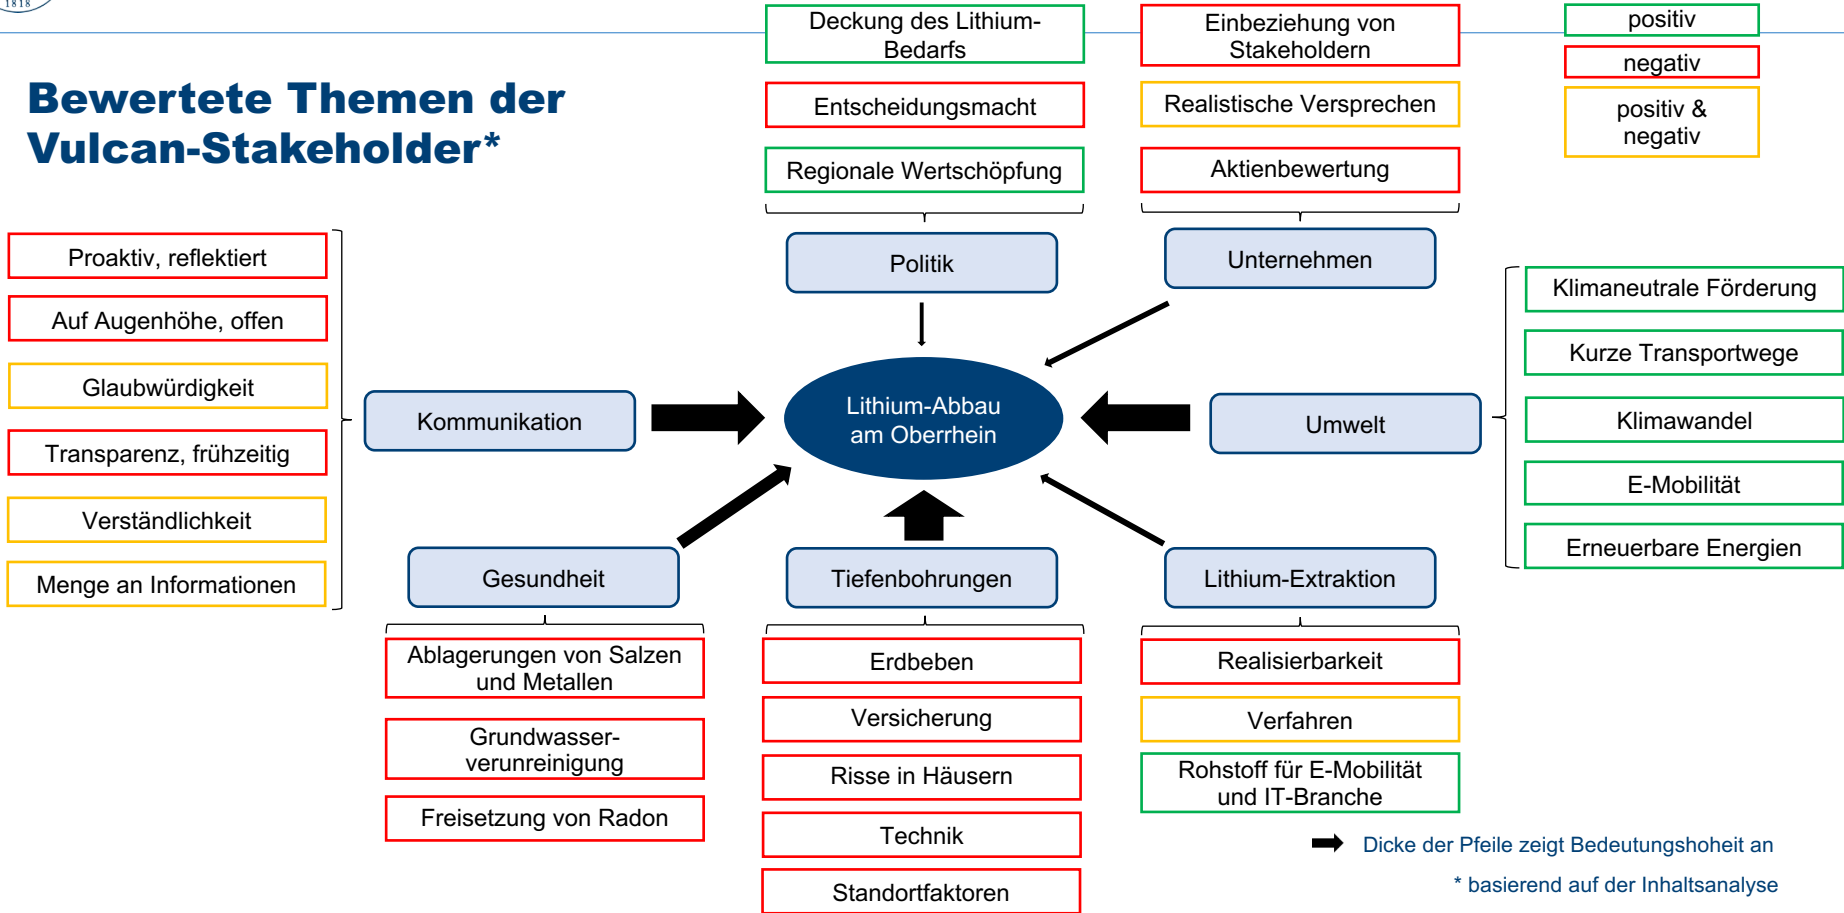 1818
Bewertete Themen der
Vulcan-Stakeholder*
Deckung des Lithium-
Bedarfs
Entscheidungsmacht
Regionale Wertschöpfung
Politik
Einbeziehung von
Stakeholdern
Realistische Versprechen
Aktienbewertung
Unternehmen
positiv
negativ
positiv &
negativ
Proaktiv, reflektiert
Auf Augenhöhe, offen
Glaubwürdigkeit
Transparenz, frühzeitig
Verständlichkeit
Menge an Informationen
Kommunikation
Lithium-Abbau
am Oberrhein
Umwelt
Klimaneutrale Förderung
Kurze Transportwege
Klimawandel
E-Mobilität
Erneuerbare Energien
Gesundheit
Ablagerungen von Salzen
und Metallen
Grundwasser-
verunreinigung
Freisetzung von Radon
Tiefenbohrungen
Erdbeben
Versicherung
Risse in Häusern
Technik
Standortfaktoren
Lithium-Extraktion
Realisierbarkeit
Verfahren
Rohstoff für E-Mobilität
und IT-Branche
Dicke der Pfeile zeigt Bedeutungshoheit an
* basierend auf der Inhaltsanalyse